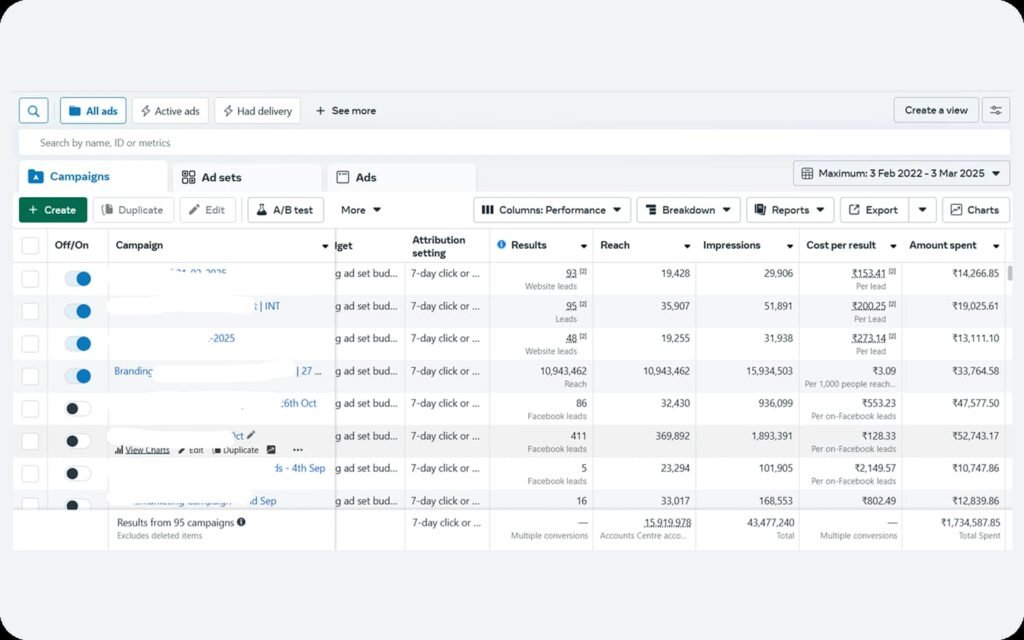 All ads Active ads Had delivery + See more Create a view
Search by name, ID or metrics
Campaigns Ad sets Ads Maximum: 3 Feb 2022 - 3 Mar 2025
+ Create Duplicate Edit A/B test More Columns: Performance Breakdown Reports Export Charts
Off/On Campaign lget Attribution setting Results Reach Impressions Cost per result Amount spent
g ad set bud... 7-day click or ... 93 [2] 19,428 29,906 ₹153.41 [2] ₹14,266.85
Website leads Per lead
| INT g ad set bud... 7-day click or ... 95 [2] 35,907 51,891 ₹200.25 [2] ₹19,025.61
Leads Per Lead
-2025 g ad set bud... 7-day click or ... 48 [2] 19,255 31,938 ₹273.14 [2] ₹13,111.10
Website leads Per lead
Branding | 27 ... g ad set bud... 7-day click or ... 10,943,462 10,943,462 15,934,503 ₹3.09 ₹33,764.58
Reach Per 1,000 people reach...
6th Oct g ad set bud... 7-day click or ... 86 32,430 936,099 ₹553.23 ₹47,577.50
Facebook leads Per on-Facebook leads
Oct g ad set bud... 7-day click or ... 411 369,892 1,893,391 ₹128.33 ₹52,743.17
View Charts Edit Duplicate ... Facebook leads Per on-Facebook leads
ds - 4th Sep g ad set bud... 7-day click or ... 5 23,294 101,905 ₹2,149.57 ₹10,747.86
Facebook leads Per on-Facebook leads
Campaign d Sep g ad set bud... 7-day click or ... 16 33,017 168,553 ₹802.49 ₹12,839.86
Results from 95 campaigns 7-day click or ... — 15,919,978 43,477,240 — ₹1,734,587.85
Excludes deleted items Multiple conversions Accounts Centre acco... Total Multiple conversions Total Spent